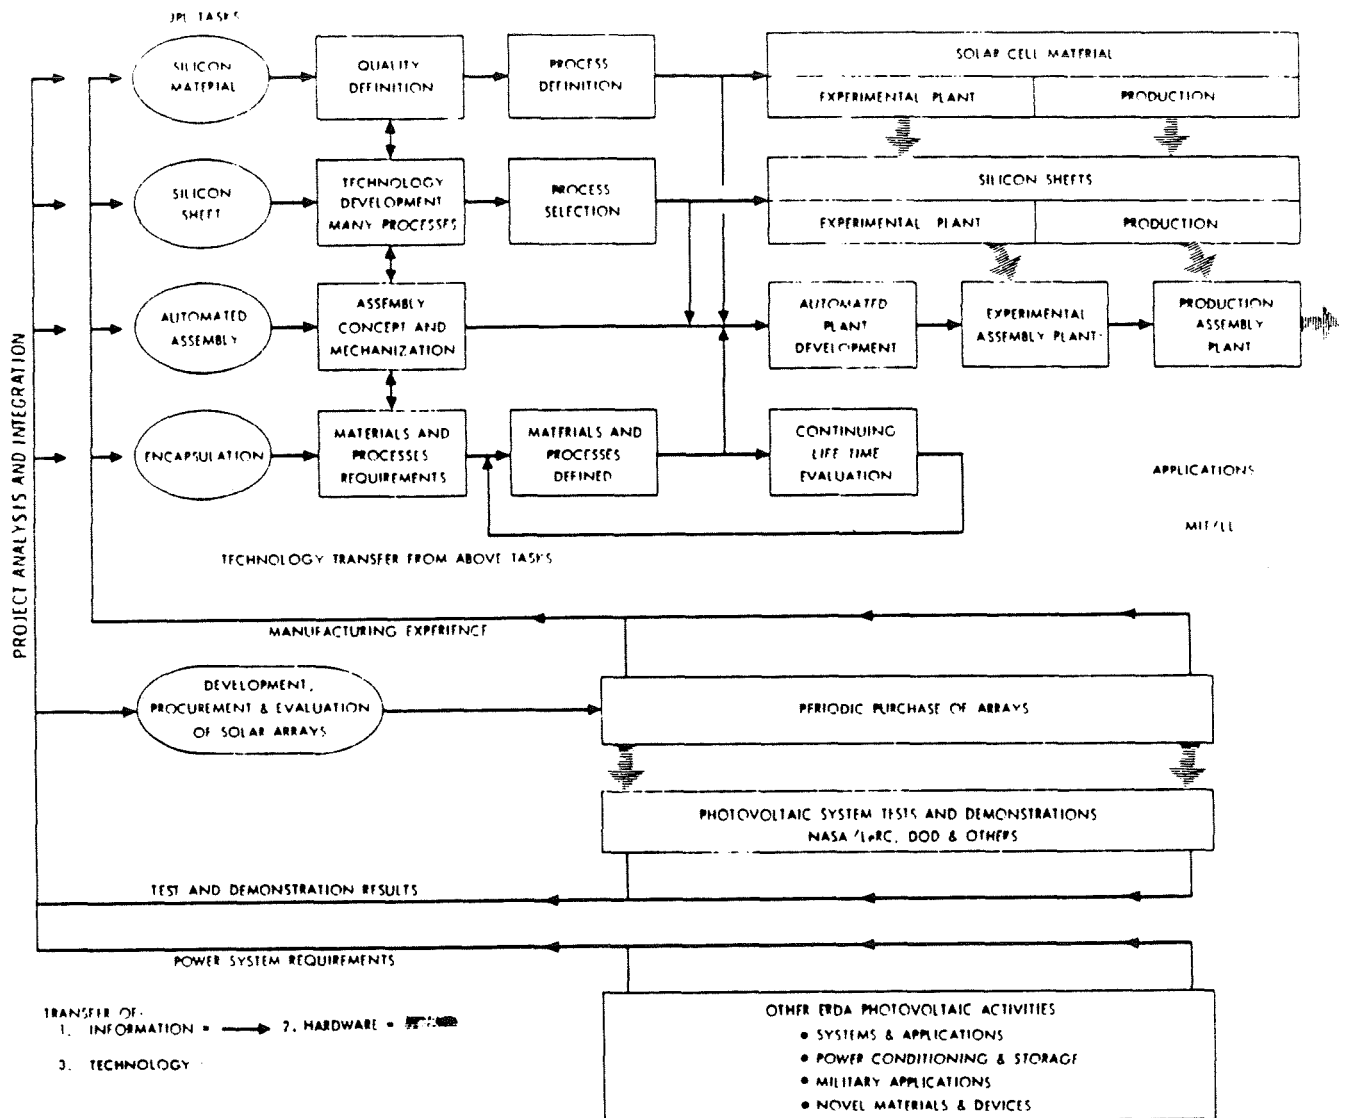 JPL TASKS
SILICON
MATERIAL
QUALITY
DEFINITION
PROCESS
DEFINITION
SOLAR CELL MATERIAL
EXPERIMENTAL PLANT
PRODUCTION
SILICON
SHEET
TECHNOLOGY
DEVELOPMENT
MANY PROCESSES
PROCESS
SELECTION
SILICON SHEETS
EXPERIMENTAL PLANT
PRODUCTION
AUTOMATED
ASSEMBLY
ASSEMBLY
CONCEPT AND
MECHANIZATION
AUTOMATED
PLANT
DEVELOPMENT
EXPERIMENTAL
ASSEMBLY PLANT
PRODUCTION
ASSEMBLY
PLANT
ENCAPSULATION
MATERIALS AND
PROCESSES
REQUIREMENTS
MATERIALS AND
PROCESSES
DEFINED
CONTINUING
LIFE TIME
EVALUATION
APPLICATIONS
MIT/LL
PROJECT ANALYSIS AND INTEGRATION
TECHNOLOGY TRANSFER FROM ABOVE TASKS
MANUFACTURING EXPERIENCE
DEVELOPMENT,
PROCUREMENT & EVALUATION
OF SOLAR ARRAYS
PERIODIC PURCHASE OF ARRAYS
PHOTOVOLTAIC SYSTEM TESTS AND DEMONSTRATIONS
NASA/LeRC, DOD & OTHERS
TEST AND DEMONSTRATION RESULTS
POWER SYSTEM REQUIREMENTS
OTHER ERDA PHOTOVOLTAIC ACTIVITIES
• SYSTEMS & APPLICATIONS
• POWER CONDITIONING & STORAGE
• MILITARY APPLICATIONS
• NOVEL MATERIALS & DEVICES
TRANSFER OF:
1. INFORMATION = 2. HARDWARE =
3. TECHNOLOGY